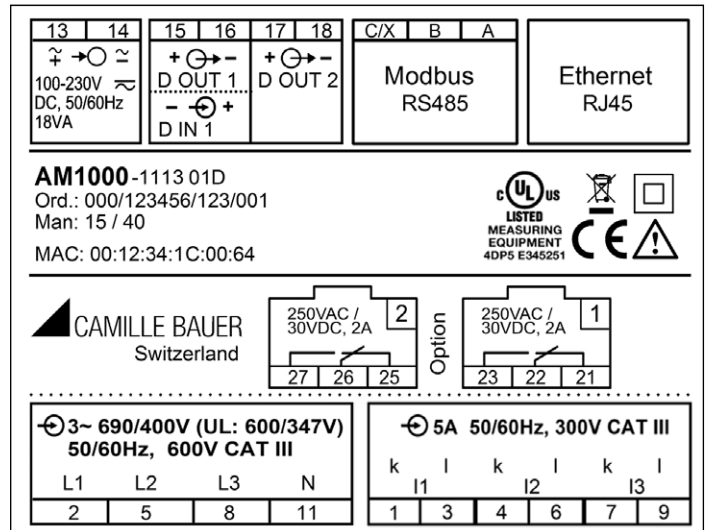 13 14 15 16 17 18 C/X B A
100-230V
DC, 50/60Hz
18VA
+ -
D OUT 1
- +
D IN 1
+ -
D OUT 2
Modbus
RS485
Ethernet
RJ45
AM1000-1113 01D
Ord.: 000/123456/123/001
Man: 15 / 40
MAC: 00:12:34:1C:00:64
C UL US
LISTED
MEASURING
EQUIPMENT
4DP5 E345251
CE
CAMILLE BAUER
Switzerland
250VAC /
30VDC, 2A
2
27 26 25
Option
250VAC /
30VDC, 2A
1
23 22 21
3~ 690/400V (UL: 600/347V)
50/60Hz, 600V CAT III
L1 L2 L3 N
2 5 8 11
5A 50/60Hz, 300V CAT III
k l k l k l
I1 I2 I3
1 3 4 6 7 9